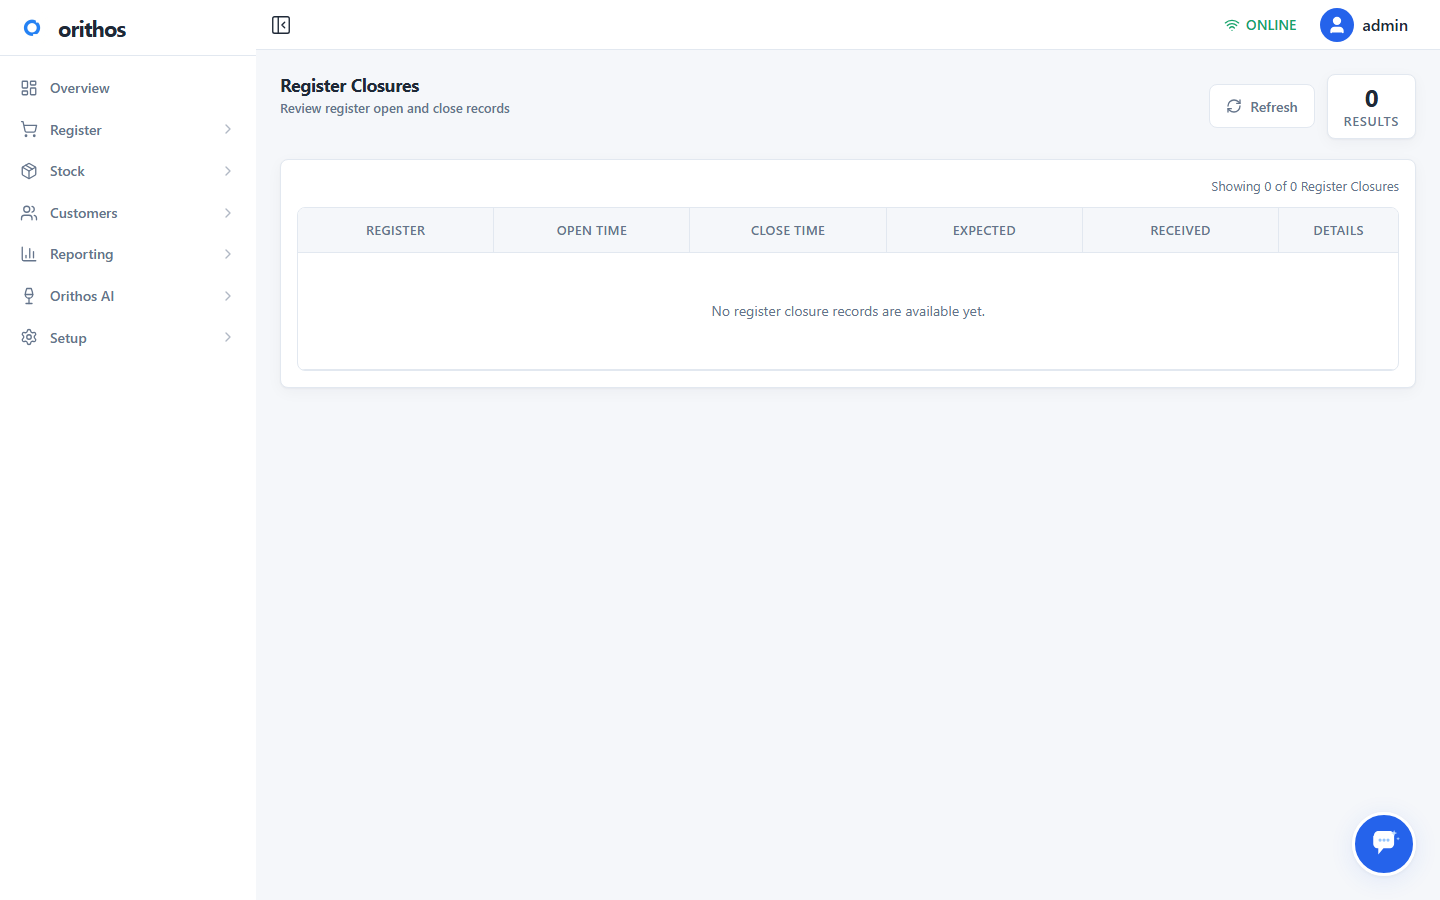 orithos
ONLINE
admin
Overview
Register
Stock
Customers
Reporting
Orithos AI
Setup
Register Closures
Review register open and close records
Refresh
0
RESULTS
Showing 0 of 0 Register Closures
REGISTER OPEN TIME CLOSE TIME EXPECTED RECEIVED DETAILS
No register closure records are available yet.